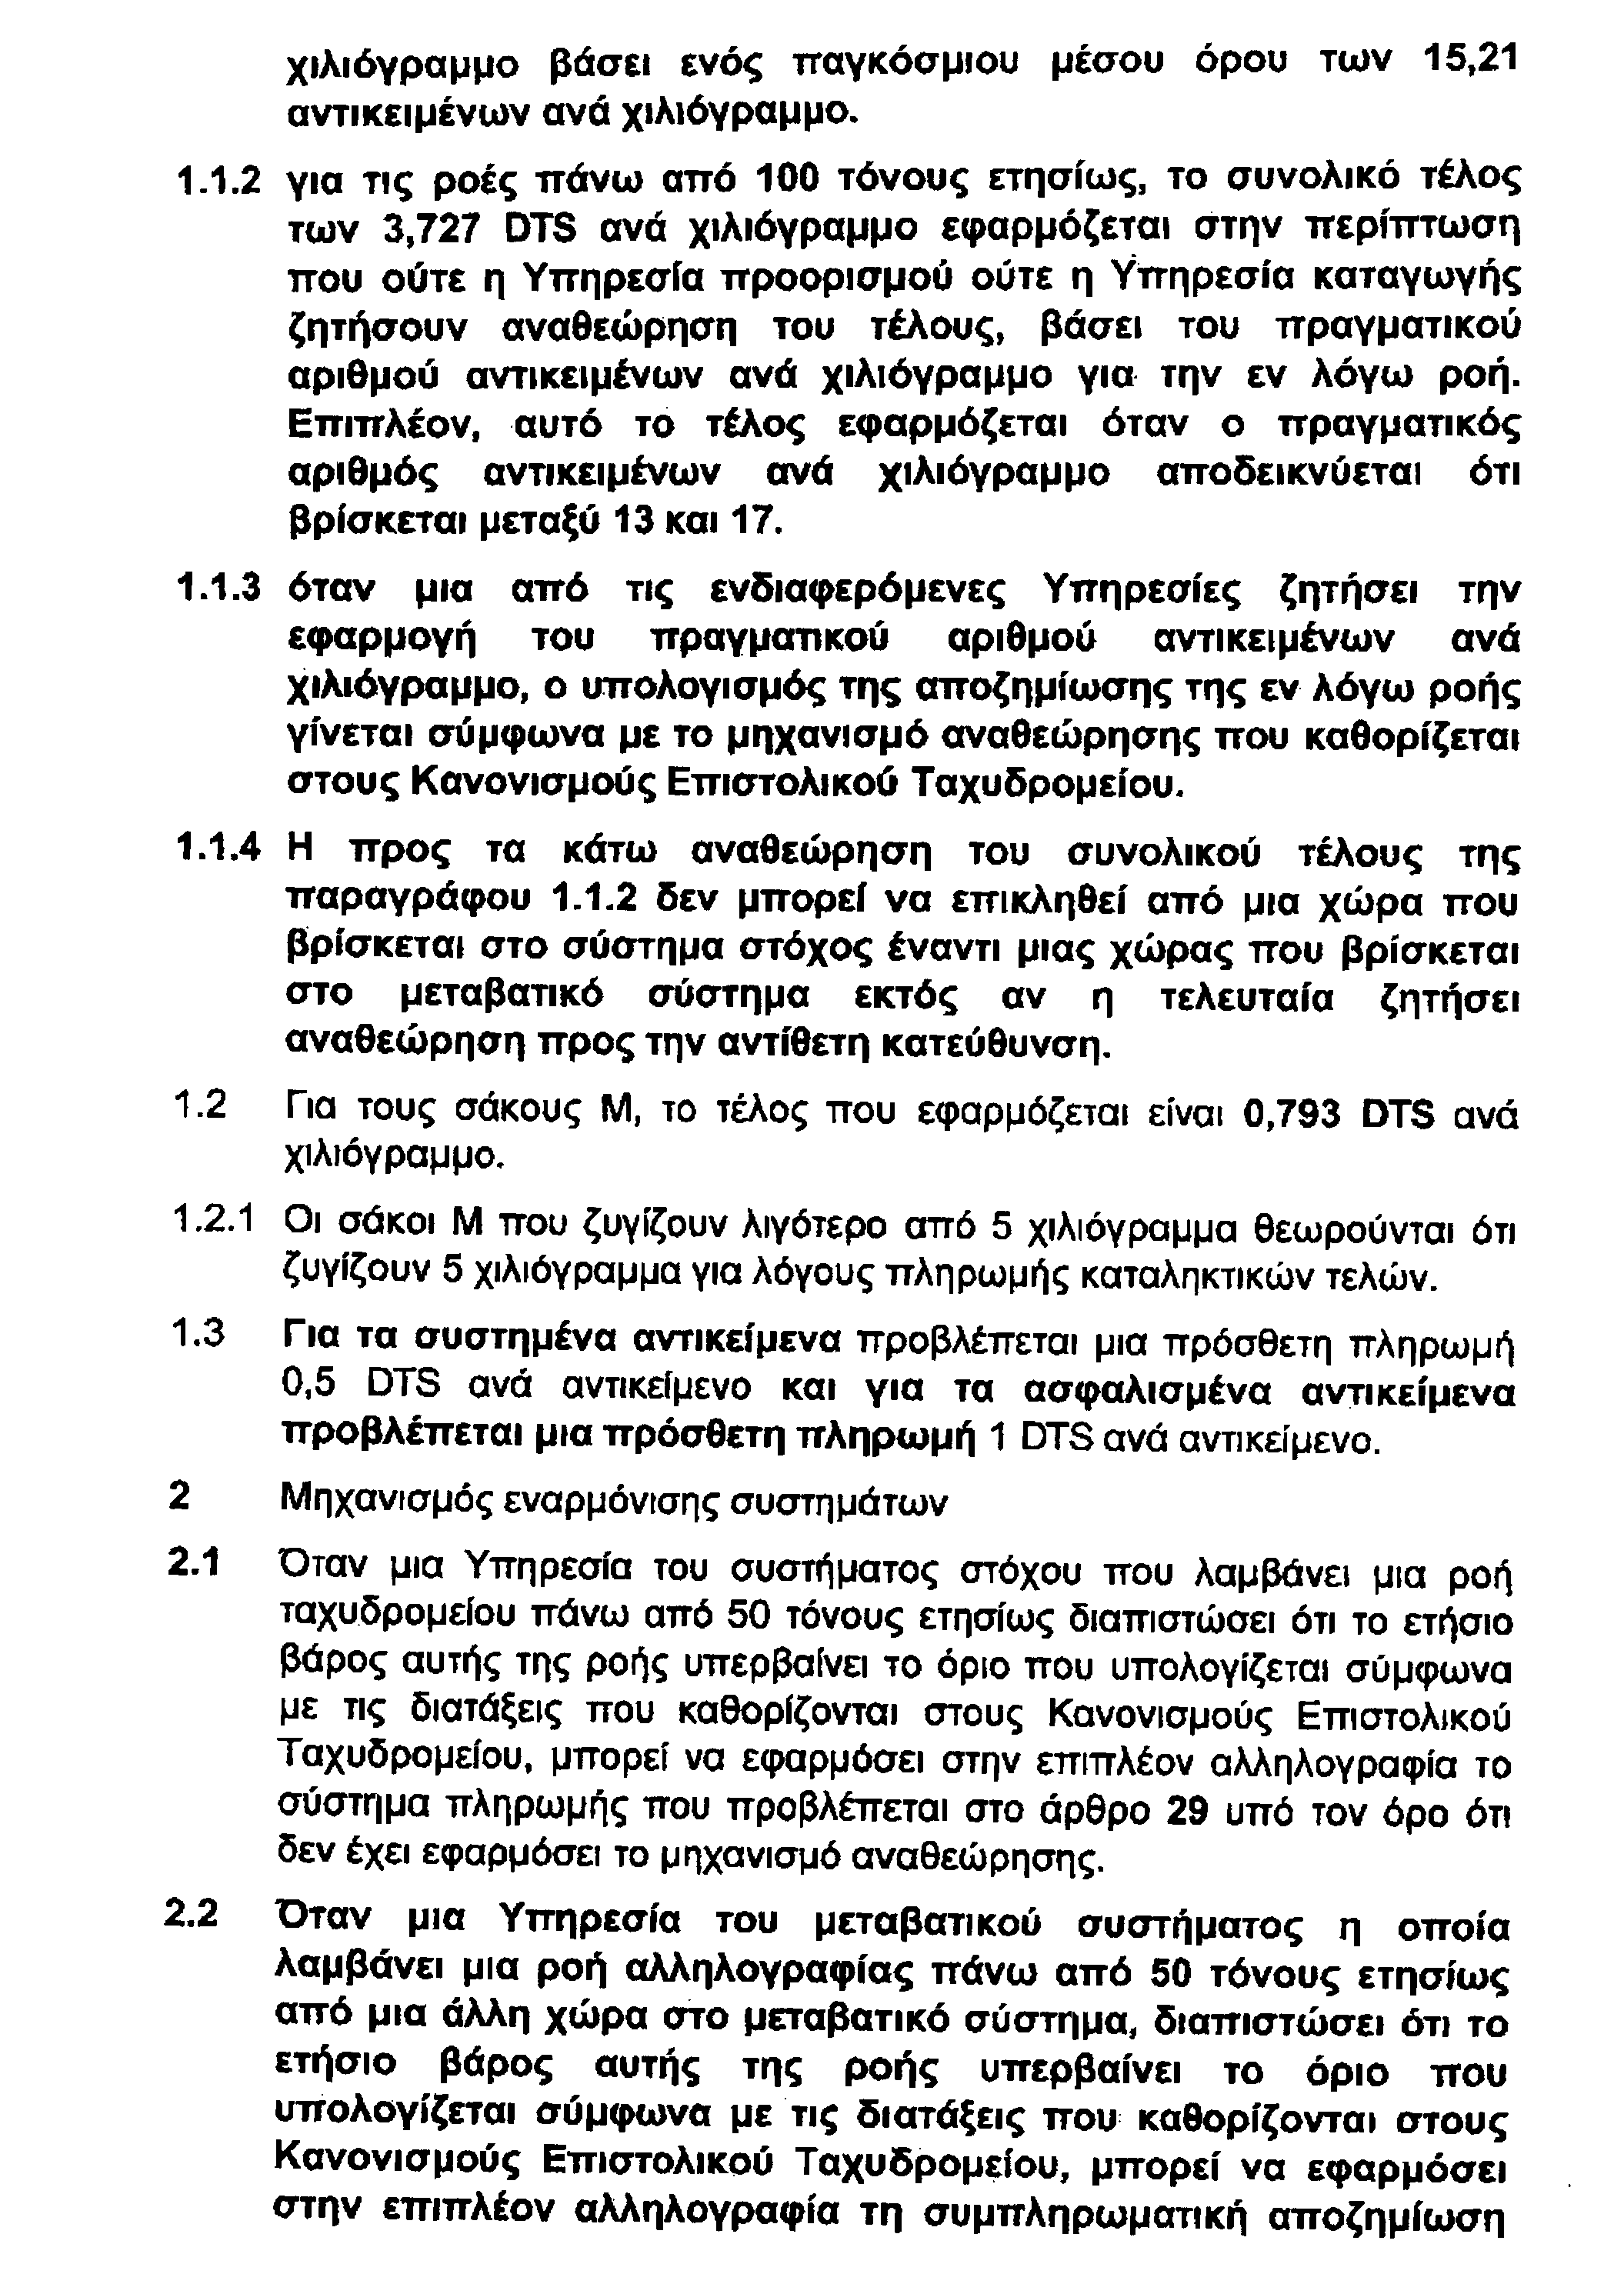 χιλιόγραμμο βάσει ενός παγκόσμιου μέσου όρου των 15,21
αντικειμένων ανά χιλιόγραμμο.
1.1.2 για τις ροές πάνω από 100 τόνους ετησίως, το συνολικό τέλος
των 3,727 DTS ανά χιλιόγραμμο εφαρμόζεται στην περίπτωση
που ούτε η Υπηρεσία προορισμού ούτε η Υπηρεσία καταγωγής
ζητήσουν αναθεώρηση του τέλους, βάσει του πραγματικού
αριθμού αντικειμένων ανά χιλιόγραμμο για την εν λόγω ροή.
Επιπλέον, αυτό το τέλος εφαρμόζεται όταν ο πραγματικός
αριθμός αντικειμένων ανά χιλιόγραμμο αποδεικνύεται ότι
βρίσκεται μεταξύ 13 και 17.
1.1.3 όταν μια από τις ενδιαφερόμενες Υπηρεσίες ζητήσει την
εφαρμογή του πραγματικού αριθμού αντικειμένων ανά
χιλιόγραμμο, ο υπολογισμός της αποζημίωσης της εν λόγω ροής
γίνεται σύμφωνα με το μηχανισμό αναθεώρησης που καθορίζεται
στους Κανονισμούς Επιστολικού Ταχυδρομείου.
1.1.4 Η προς τα κάτω αναθεώρηση του συνολικού τέλους της
παραγράφου 1.1.2 δεν μπορεί να επικληθεί από μια χώρα που
βρίσκεται στο σύστημα στόχος έναντι μιας χώρας που βρίσκεται
στο μεταβατικό σύστημα εκτός αν η τελευταία ζητήσει
αναθεώρηση προς την αντίθετη κατεύθυνση.
1.2 Για τους σάκους Μ, το τέλος που εφαρμόζεται είναι 0,793 DTS ανά
χιλιόγραμμο.
1.2.1 Οι σάκοι Μ που ζυγίζουν λιγότερο από 5 χιλιόγραμμα θεωρούνται ότι
ζυγίζουν 5 χιλιόγραμμα για λόγους πληρωμής καταληκτικών τελών.
1.3 Για τα συστημένα αντικείμενα προβλέπεται μια πρόσθετη πληρωμή
0,5 DTS ανά αντικείμενο και για τα ασφαλισμένα αντικείμενα
προβλέπεται μια πρόσθετη πληρωμή 1 DTS ανά αντικείμενο.
2 Μηχανισμός εναρμόνισης συστημάτων
2.1 Όταν μια Υπηρεσία του συστήματος στόχου που λαμβάνει μια ροή
ταχυδρομείου πάνω από 50 τόνους ετησίως διαπιστώσει ότι το ετήσιο
βάρος αυτής της ροής υπερβαίνει το όριο που υπολογίζεται σύμφωνα
με τις διατάξεις που καθορίζονται στους Κανονισμούς Επιστολικού
Ταχυδρομείου, μπορεί να εφαρμόσει στην επιπλέον αλληλογραφία το
σύστημα πληρωμής που προβλέπεται στο άρθρο 29 υπό τον όρο ότι
δεν έχει εφαρμόσει το μηχανισμό αναθεώρησης.
2.2 Όταν μια Υπηρεσία του μεταβατικού συστήματος η οποία
λαμβάνει μια ροή αλληλογραφίας πάνω από 50 τόνους ετησίως
από μια άλλη χώρα στο μεταβατικό σύστημα, διαπιστώσει ότι το
ετήσιο βάρος αυτής της ροής υπερβαίνει το όριο που
υπολογίζεται σύμφωνα με τις διατάξεις που καθορίζονται στους
Κανονισμούς Επιστολικού Ταχυδρομείου, μπορεί να εφαρμόσει
στην επιπλέον αλληλογραφία τη συμπληρωματική αποζημίωση